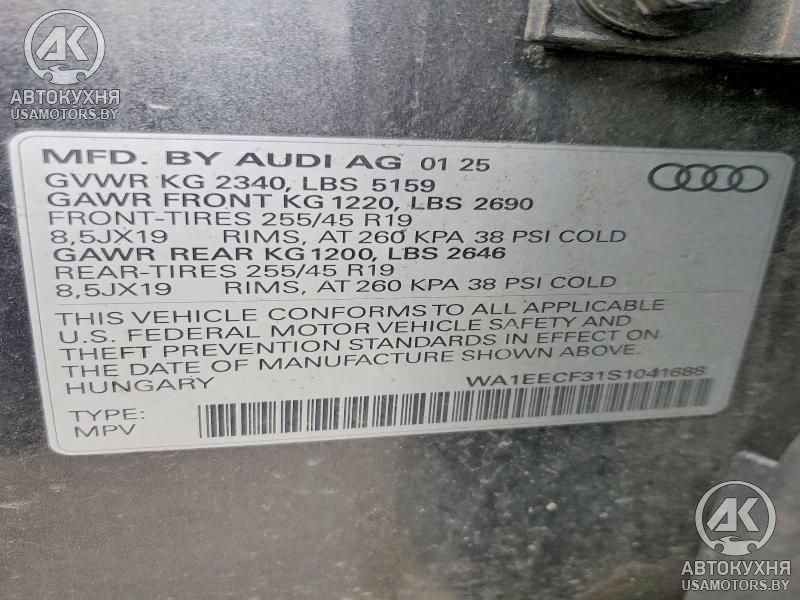 АК
АВТОКУХНЯ
USAMOTORS.BY
MFD. BY AUDI AG 01 25
GVWR KG 2340, LBS 5159
GAWR FRONT KG 1220, LBS 2690
FRONT-TIRES 255/45 R19
8,5JX19 RIMS, AT 260 KPA 38 PSI COLD
GAWR REAR KG 1200, LBS 2646
REAR-TIRES 255/45 R19
8,5JX19 RIMS, AT 260 KPA 38 PSI COLD
THIS VEHICLE CONFORMS TO ALL APPLICABLE
U.S. FEDERAL MOTOR VEHICLE SAFETY AND
THEFT PREVENTION STANDARDS IN EFFECT ON
THE DATE OF MANUFACTURE SHOWN ABOVE.
HUNGARY WA1EECF31S1041688
TYPE:
MPV
АК
АВТОКУХНЯ
USAMOTORS.BY